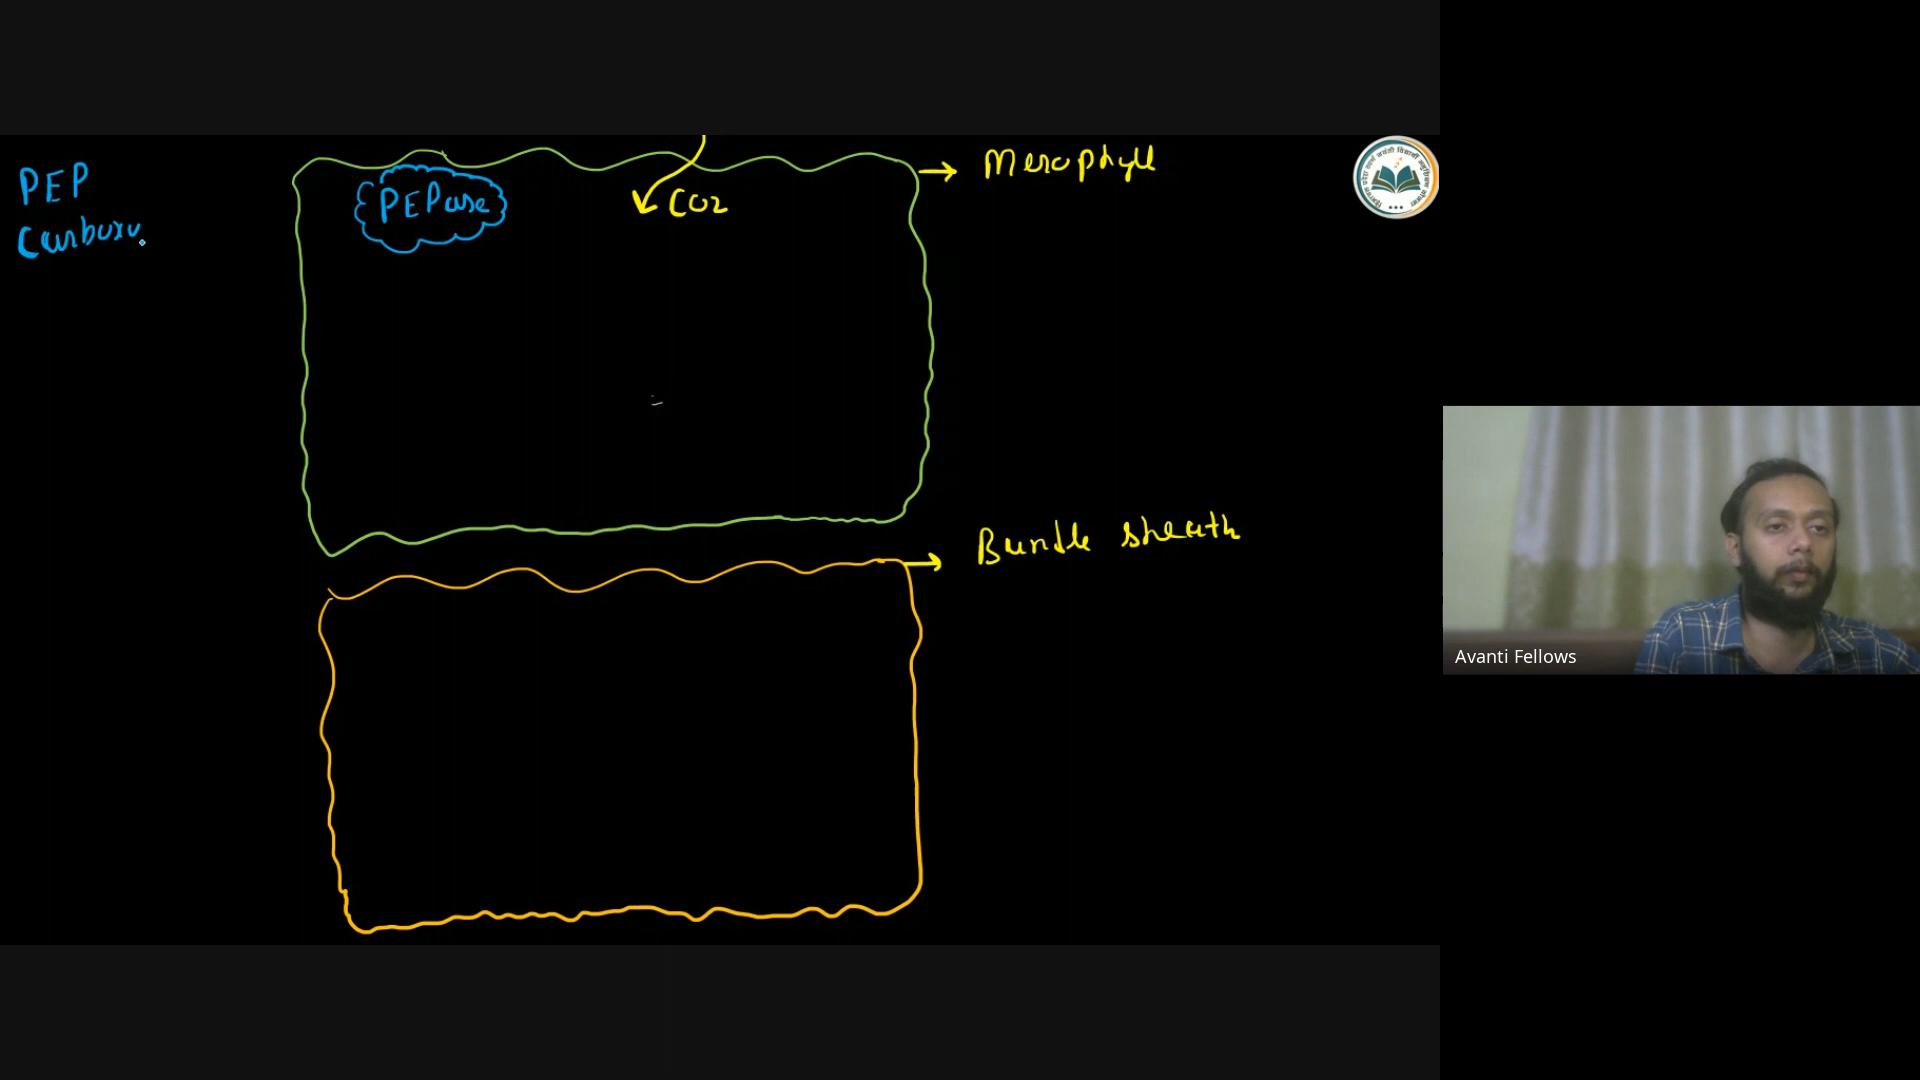 PEP
Carboxy
PEPase
CO2
Mesophyll
Bundle sheath
Avanti Fellows